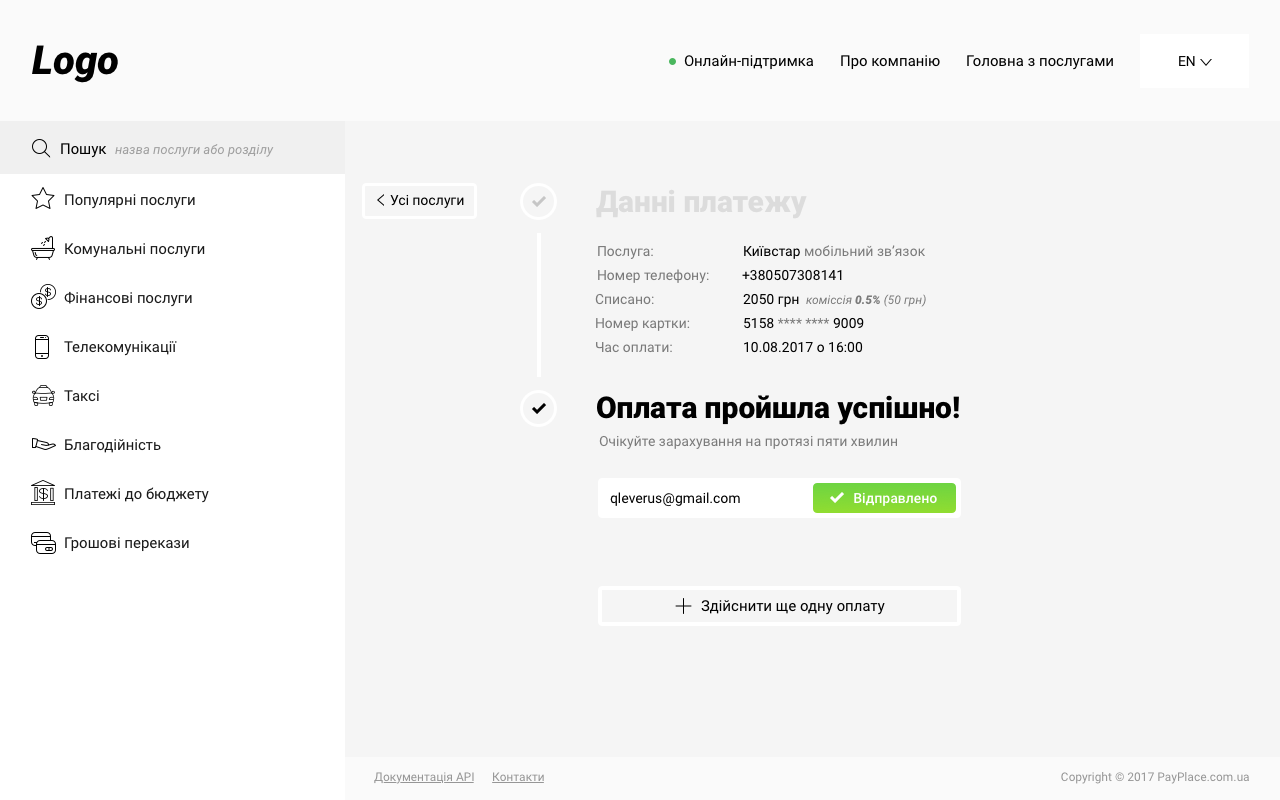 Logo
Онлайн-підтримка Про компанію Головна з послугами EN
Пошук назва послуги або розділу
Популярні послуги
Комунальні послуги
Фінансові послуги
Телекомунікації
Таксі
Благодійність
Платежі до бюджету
Грошові перекази
Усі послуги
Данні платежу
Послуга: Київстар мобільний зв’язок
Номер телефону: +380507308141
Списано: 2050 грн коміссія 0.5% (50 грн)
Номер картки: 5158 **** **** 9009
Час оплати: 10.08.2017 о 16:00
Оплата пройшла успішно!
Очікуйте зарахування на протязі пяти хвилин
qleverus@gmail.com Відправлено
Здійснити ще одну оплату
Документація API Контакти Copyright © 2017 PayPlace.com.ua